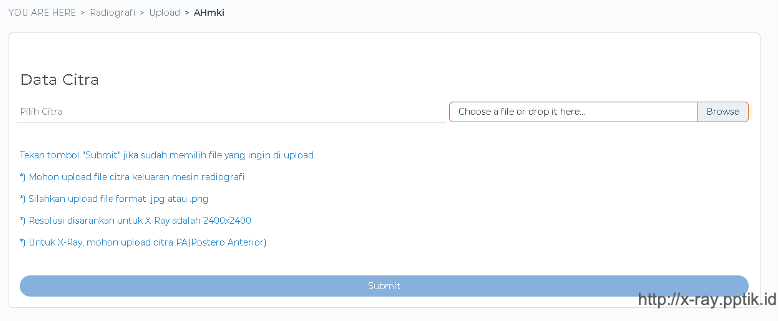 YOU ARE HERE > Radiografi > Upload > AHmki
Data Citra
Pilih Citra
Choose a file or drop it here... Browse
Tekan tombol "Submit" jika sudah memilih file yang ingin di upload
*) Mohon upload file citra keluaran mesin radiografi
*) Silahkan upload file format .jpg atau .png
*) Resolusi disarankan untuk X-Ray adalah 2400x2400
*) Untuk X-Ray, mohon upload citra PA(Postero Anterior)
Submit
http://x-ray.pptik.id